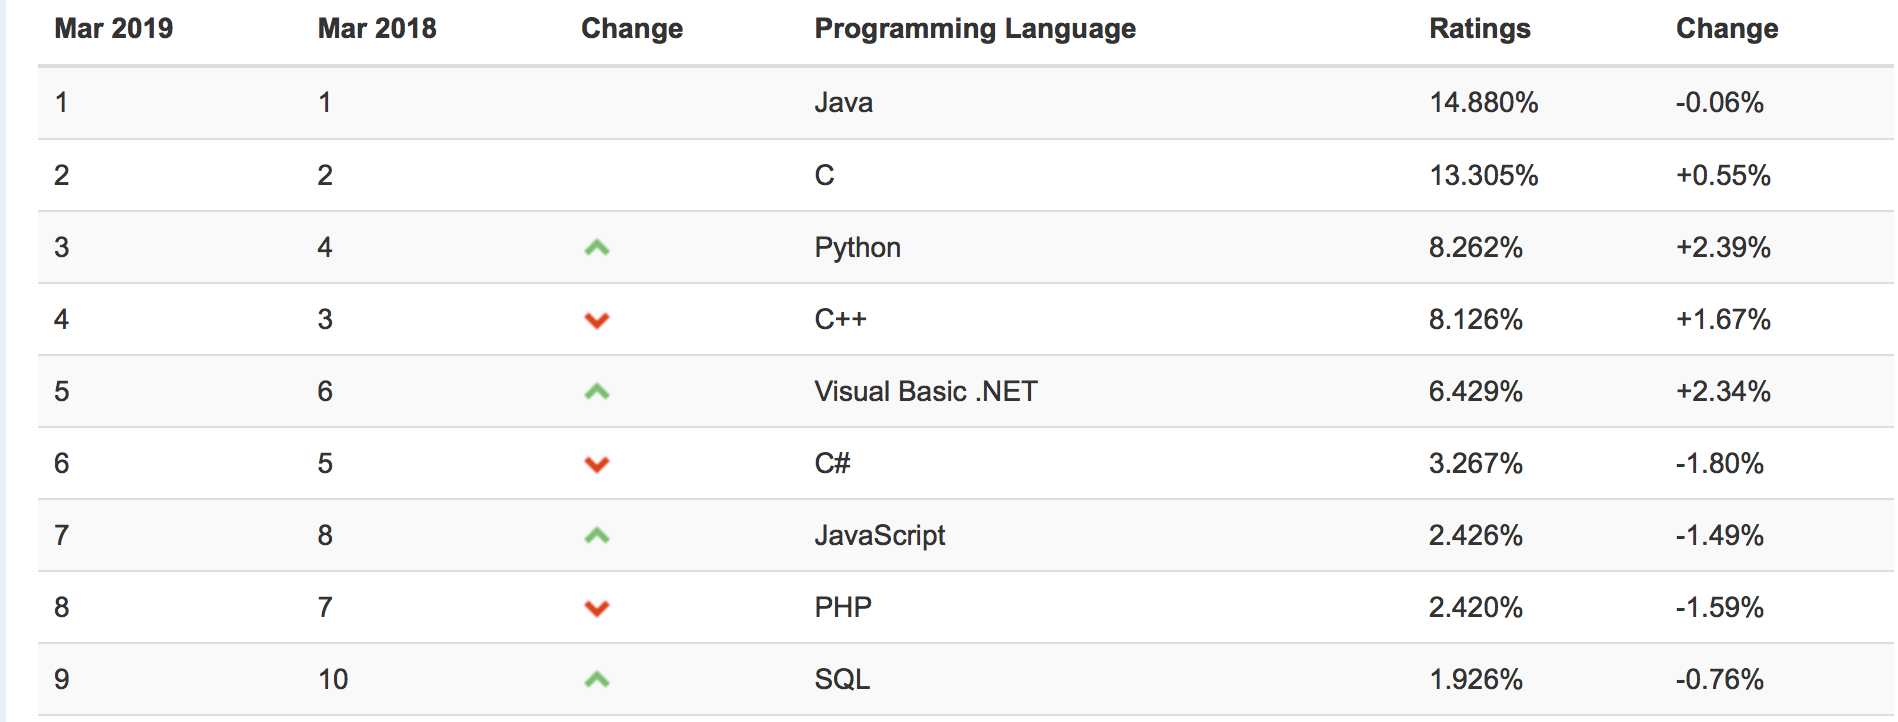 Mar 2019 Mar 2018 Change Programming Language Ratings Change
1 1 Java 14.880% -0.06%
2 2 C 13.305% +0.55%
3 4 Python 8.262% +2.39%
4 3 C++ 8.126% +1.67%
5 6 Visual Basic .NET 6.429% +2.34%
6 5 C# 3.267% -1.80%
7 8 JavaScript 2.426% -1.49%
8 7 PHP 2.420% -1.59%
9 10 SQL 1.926% -0.76%